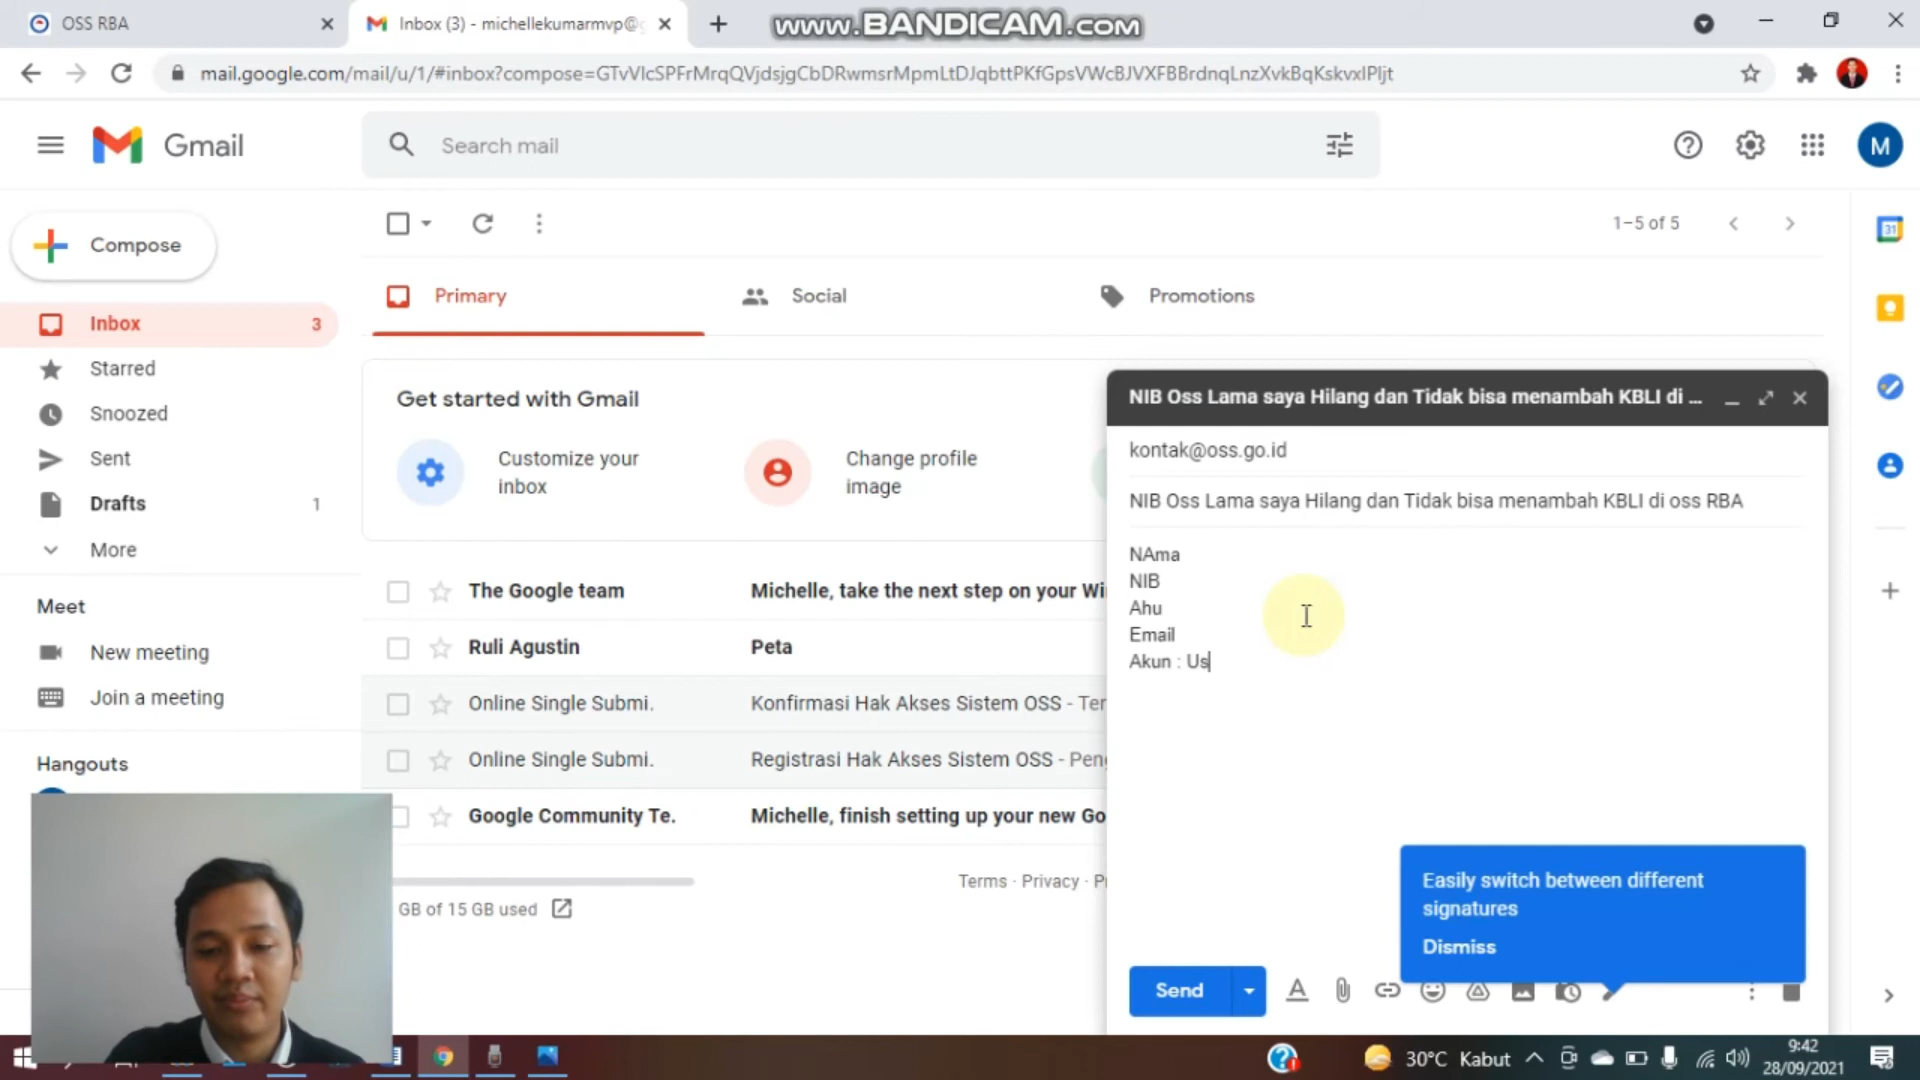 OSS RBA
Inbox (3) - michellekumarmvp@g
www.BANDICAM.com
mail.google.com/mail/u/1/#inbox?compose=GTvVlcSPFrMrqQVjdsjgCbDRwmsrMpmLtDJqbttPKfGpsVWcBJVXFBBrdnqLnzXvkBqKskvxlPljt
Gmail
Search mail
M
Compose
1–5 of 5
31
Primary
Social
Promotions
Inbox 3
Starred
Snoozed
Sent
Drafts 1
More
Get started with Gmail
Customize your
inbox
Change profile
image
The Google team Michelle, take the next step on your Wi
Ruli Agustin Peta
Online Single Submi. Konfirmasi Hak Akses Sistem OSS - Ter
Online Single Submi. Registrasi Hak Akses Sistem OSS - Peng
Google Community Te. Michelle, finish setting up your new Go
Meet
New meeting
Join a meeting
Hangouts
Terms · Privacy · P
GB of 15 GB used
NIB Oss Lama saya Hilang dan Tidak bisa menambah KBLI di ...
kontak@oss.go.id
NIB Oss Lama saya Hilang dan Tidak bisa menambah KBLI di oss RBA
NAma
NIB
Ahu
Email
Akun : Us
Easily switch between different
signatures
Dismiss
Send
30°C Kabut
9:42
28/09/2021